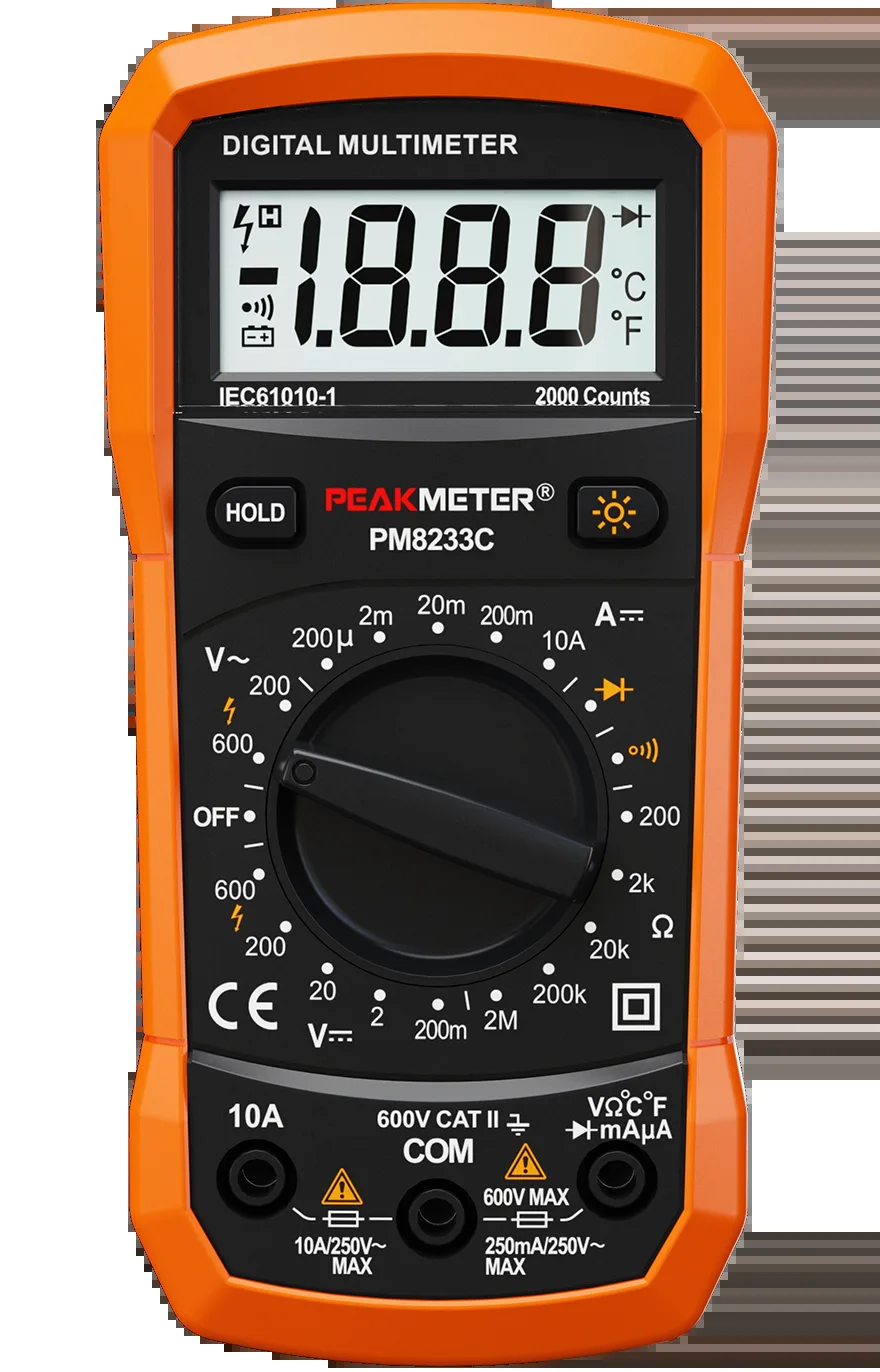 DIGITAL MULTIMETER
H
-1.8.8.8
°C
°F
IEC61010-1 2000 Counts
HOLD
PEAKMETER®
PM8233C
2m 20m 200m
200µ 10A A
V~
200
600
OFF 200
600 2k
Ω
200 20k
20 200k
2 200m 2M
V
CE
10A 600V CAT II VΩ°C°F
COM mAµA
600V MAX
10A/250V~ 250mA/250V~
MAX MAX